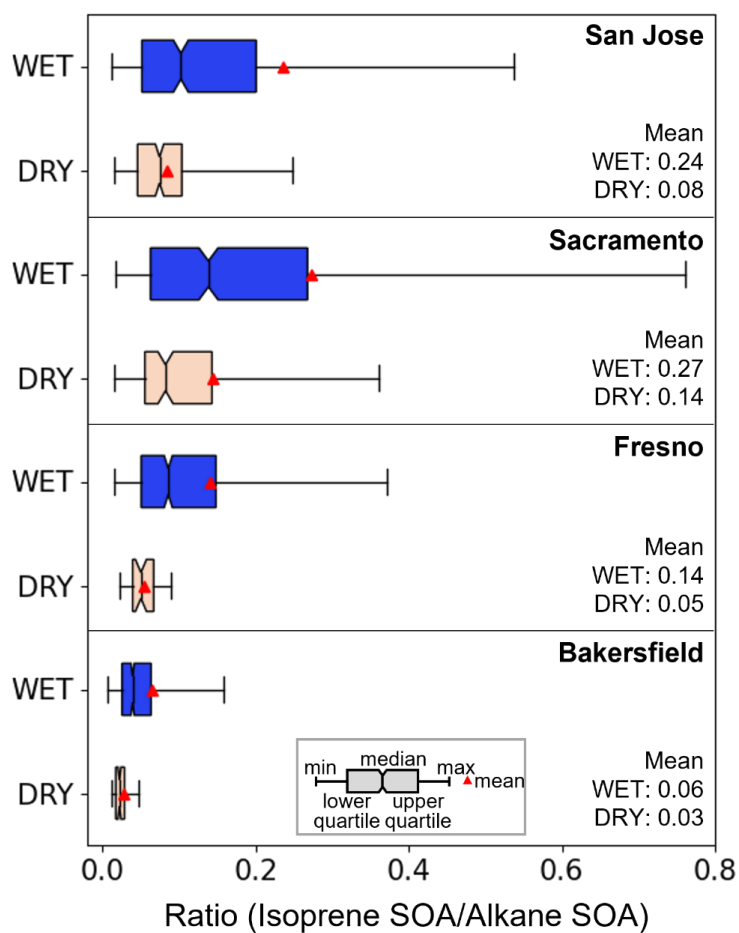 San Jose
WET
Mean
WET: 0.24
DRY
DRY: 0.08
Sacramento
WET
Mean
WET: 0.27
DRY
DRY: 0.14
Fresno
WET
Mean
WET: 0.14
DRY
DRY: 0.05
Bakersfield
WET
median
min
max
mean
lower
upper
quartile
quartile
Mean
WET: 0.06
DRY
DRY: 0.03
0.0
0.2
0.4
0.6
0.8
Ratio (Isoprene SOA/Alkane SOA)